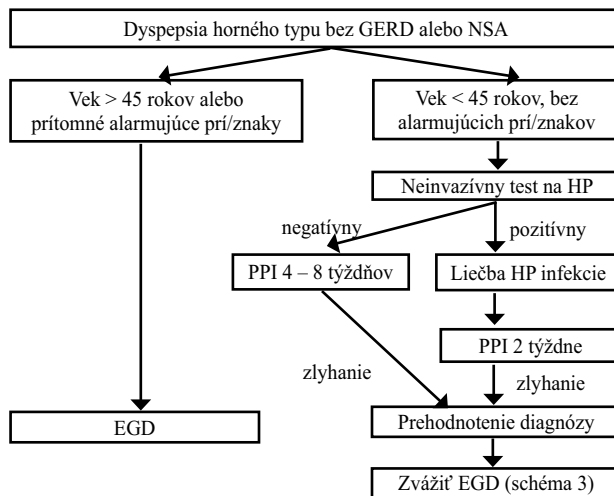 Dyspepsia horného typu bez GERD alebo NSA
Vek > 45 rokov alebo
prítomné alarmujúce prí/znaky
Vek < 45 rokov, bez
alarmujúcich prí/znakov
Neinvazívny test na HP
negatívny
pozitívny
PPI 4 – 8 týždňov
Liečba HP infekcie
PPI 2 týždne
zlyhanie
zlyhanie
EGD
Prehodnotenie diagnózy
Zvážiť EGD (schéma 3)